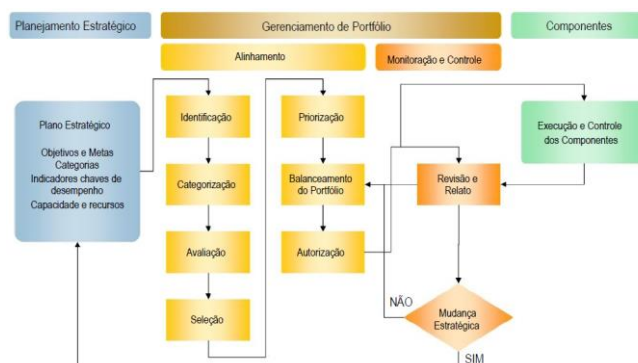 Planejamento Estratégico
Gerenciamento de Portfólio
Componentes
Alinhamento
Monitoração e Controle
Plano Estratégico
Objetivos e Metas
Categorias
Indicadores chaves de
desempenho
Capacidade e recursos
Identificação
Categorização
Avaliação
Seleção
Priorização
Balanceamento
do Portfólio
Autorização
Revisão e
Relato
Mudança
Estratégica
NÃO
SIM
Execução e Controle
dos Componentes